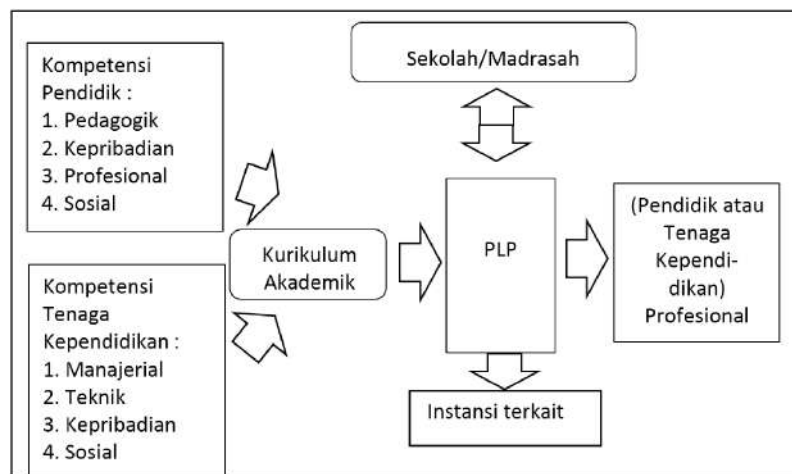 Kompetensi
Pendidik :
1. Pedagogik
2. Kepribadian
3. Profesional
4. Sosial
Kompetensi
Tenaga
Kependidikan :
1. Manajerial
2. Teknik
3. Kepribadian
4. Sosial
Kurikulum
Akademik
Sekolah/Madrasah
PLP
Instansi terkait
(Pendidik atau
Tenaga
Kependi-
dikan)
Profesional